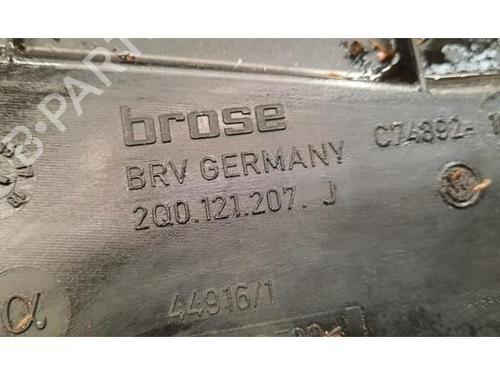 brose
BRV GERMANY
C74892-
2Q0.121.207. J
44916/1
B-PARTS